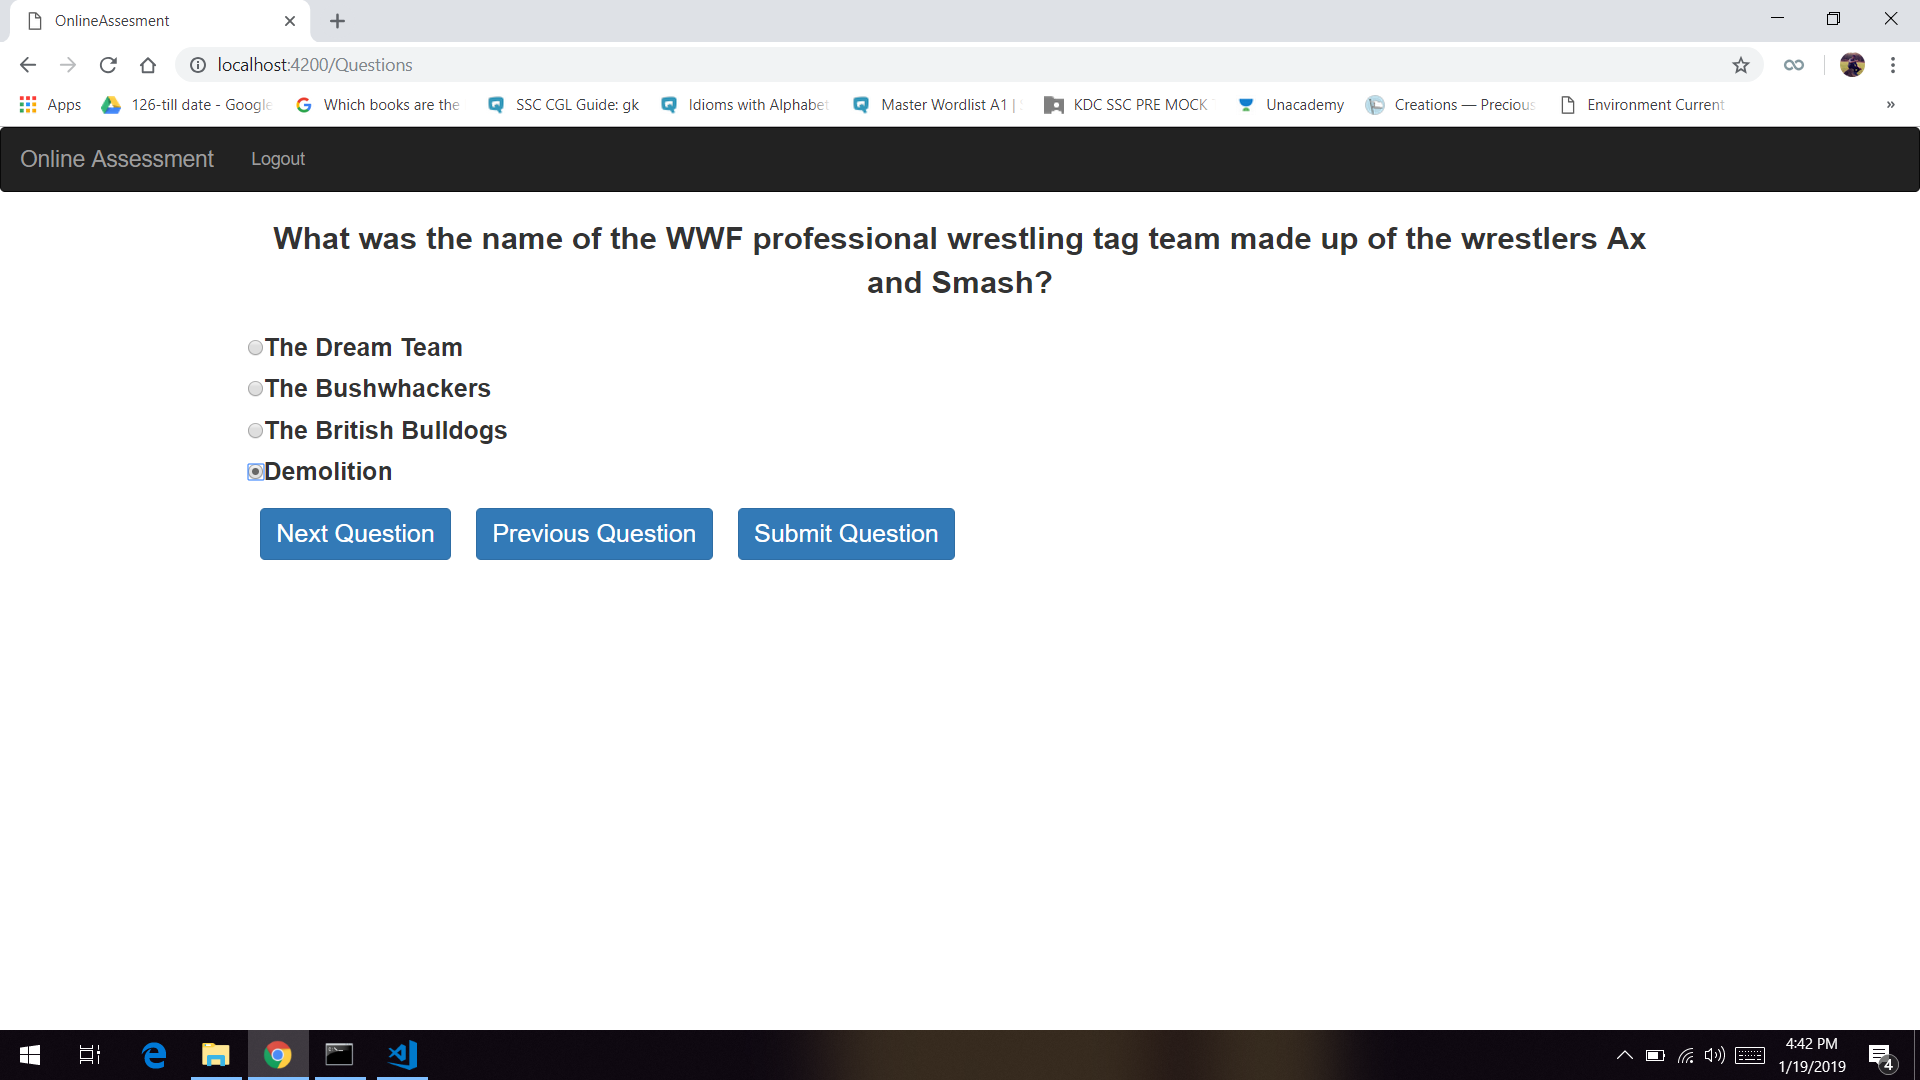 OnlineAssesment
localhost:4200/Questions
Apps 126-till date - Google Which books are the SSC CGL Guide: gk Idioms with Alphabet Master Wordlist A1 | KDC SSC PRE MOCK Unacademy Creations — Precious Environment Current »
Online Assessment Logout
What was the name of the WWF professional wrestling tag team made up of the wrestlers Ax
and Smash?
The Dream Team
The Bushwhackers
The British Bulldogs
Demolition
Next Question Previous Question Submit Question
4:42 PM
1/19/2019
4